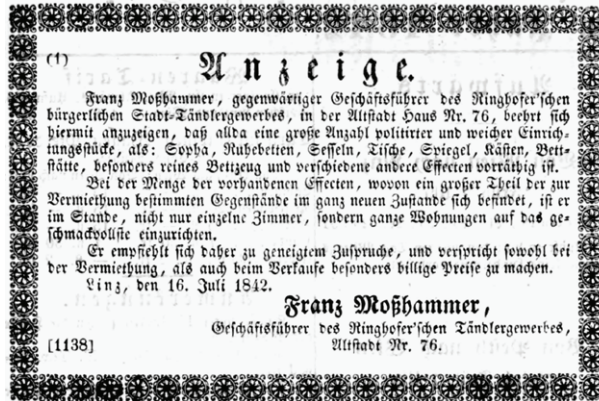 (1)
Anzeige.
Franz Moßhammer, gegenwärtiger Geschäftsführer des Ringhofer'schen
bürgerlichen Stadt-Tändlergewerbes, in der Altstadt Haus Nr. 76, beehrt sich
hiermit anzuzeigen, daß allda eine große Anzahl politirter und weicher Einrich-
tungsstücke, als: Sopha, Ruhebetten, Sesseln, Tische, Spiegel, Kästen, Bett-
stätte, besonders reines Bettzeug und verschiedene andere Effecten vorräthig ist.
Bei der Menge der vorhandenen Effecten, wovon ein großer Theil der zur
Vermiethung bestimmten Gegenstände im ganz neuen Zustande sich befindet, ist er
im Stande, nicht nur einzelne Zimmer, sondern ganze Wohnungen auf das ge-
schmackvollste einzurichten.
Er empfiehlt sich daher zu geneigtem Zuspruche, und verspricht sowohl bei
der Vermiethung, als auch beim Verkaufe besonders billige Preise zu machen.
Linz, den 16. Juli 1842.
Franz Moßhammer,
Geschäftsführer des Ringhofer'schen Tändlergewerbes,
[1138] Altstadt Nr. 76.